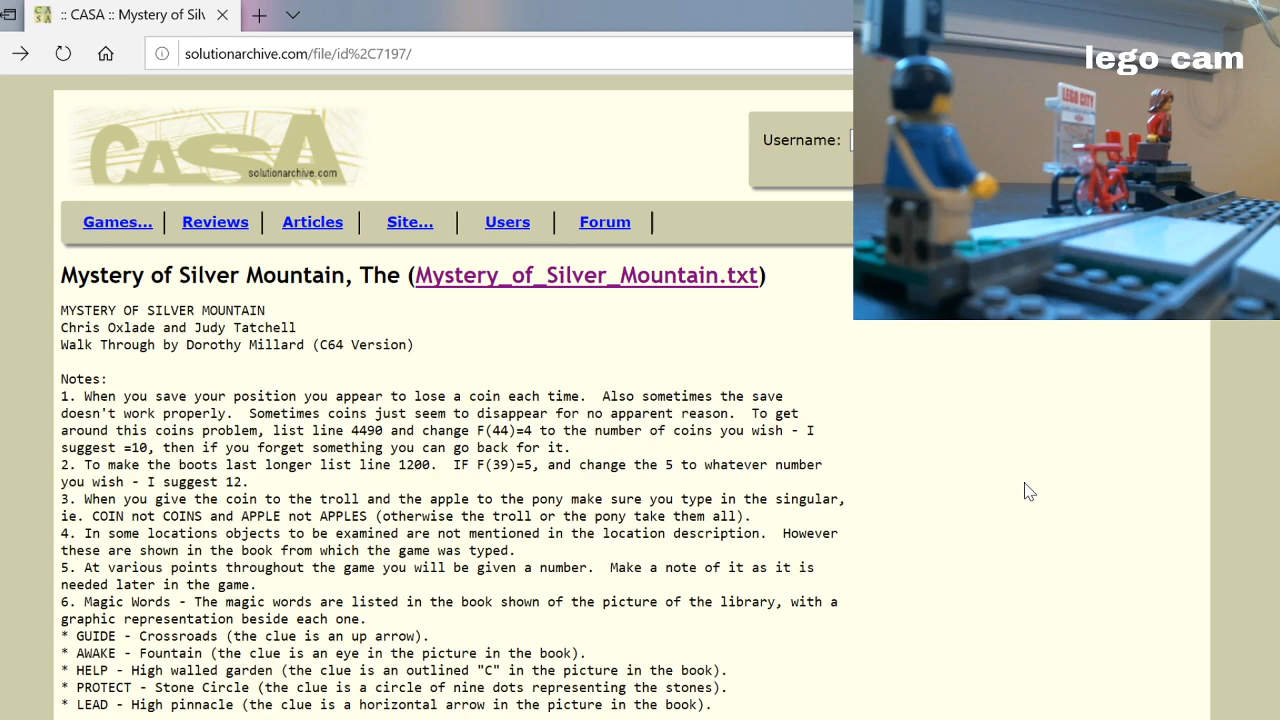 :: CASA :: Mystery of Sil
solutionarchive.com/file/id%2C7197/
lego cam
LEGO CITY
CASA
solutionarchive.com
Username:
Games... Reviews Articles Site... Users Forum
Mystery of Silver Mountain, The (Mystery_of_Silver_Mountain.txt)
MYSTERY OF SILVER MOUNTAIN
Chris Oxlade and Judy Tatchell
Walk Through by Dorothy Millard (C64 Version)
Notes:
1. When you save your position you appear to lose a coin each time.  Also sometimes the save
doesn't work properly.  Sometimes coins just seem to disappear for no apparent reason.  To get
around this coins problem, list line 4490 and change F(44)=4 to the number of coins you wish - I
suggest =10, then if you forget something you can go back for it.
2. To make the boots last longer list line 1200.  IF F(39)=5, and change the 5 to whatever number
you wish - I suggest 12.
3. When you give the coin to the troll and the apple to the pony make sure you type in the singular,
ie. COIN not COINS and APPLE not APPLES (otherwise the troll or the pony take them all).
4. In some locations objects to be examined are not mentioned in the location description.  However
these are shown in the book from which the game was typed.
5. At various points throughout the game you will be given a number.  Make a note of it as it is
needed later in the game.
6. Magic Words - The magic words are listed in the book shown of the picture of the library, with a
graphic representation beside each one.
* GUIDE - Crossroads (the clue is an up arrow).
* AWAKE - Fountain (the clue is an eye in the picture in the book).
* HELP - High walled garden (the clue is an outlined "C" in the picture in the book).
* PROTECT - Stone Circle (the clue is a circle of nine dots representing the stones).
* LEAD - High pinnacle (the clue is a horizontal arrow in the picture in the book).